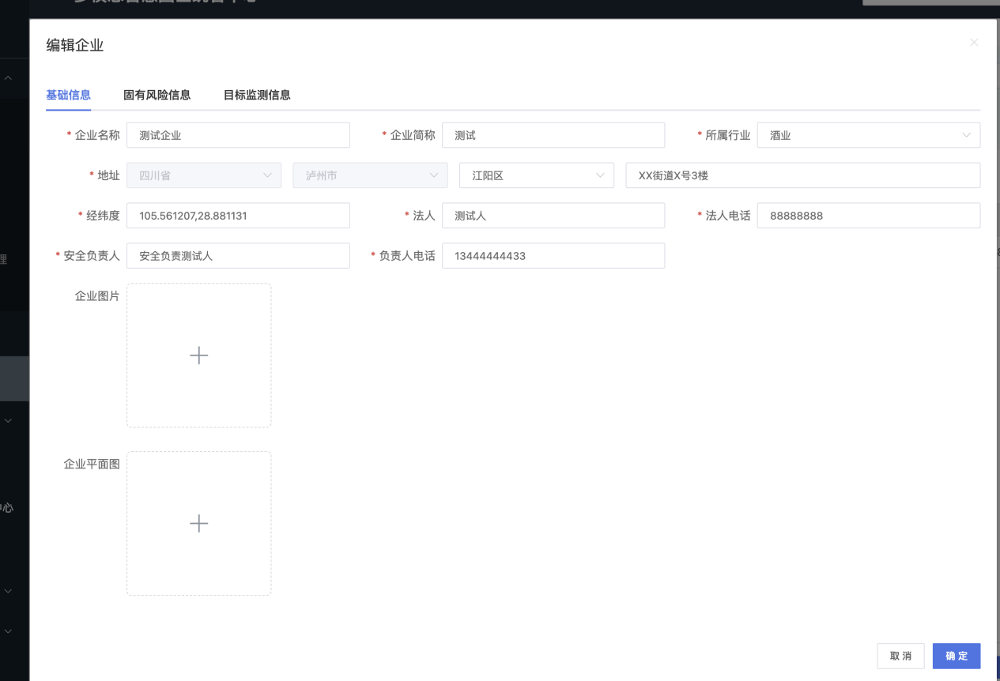 编辑企业
基础信息 固有风险信息 目标监测信息
* 企业名称 测试企业 * 企业简称 测试 * 所属行业 酒业
* 地址 四川省 泸州市 江阳区 XX街道X号3楼
* 经纬度 105.561207,28.881131 * 法人 测试人 * 法人电话 88888888
* 安全负责人 安全负责测试人 * 负责人电话 13444444433
理
企业图片
企业平面图
中心
取消 确定